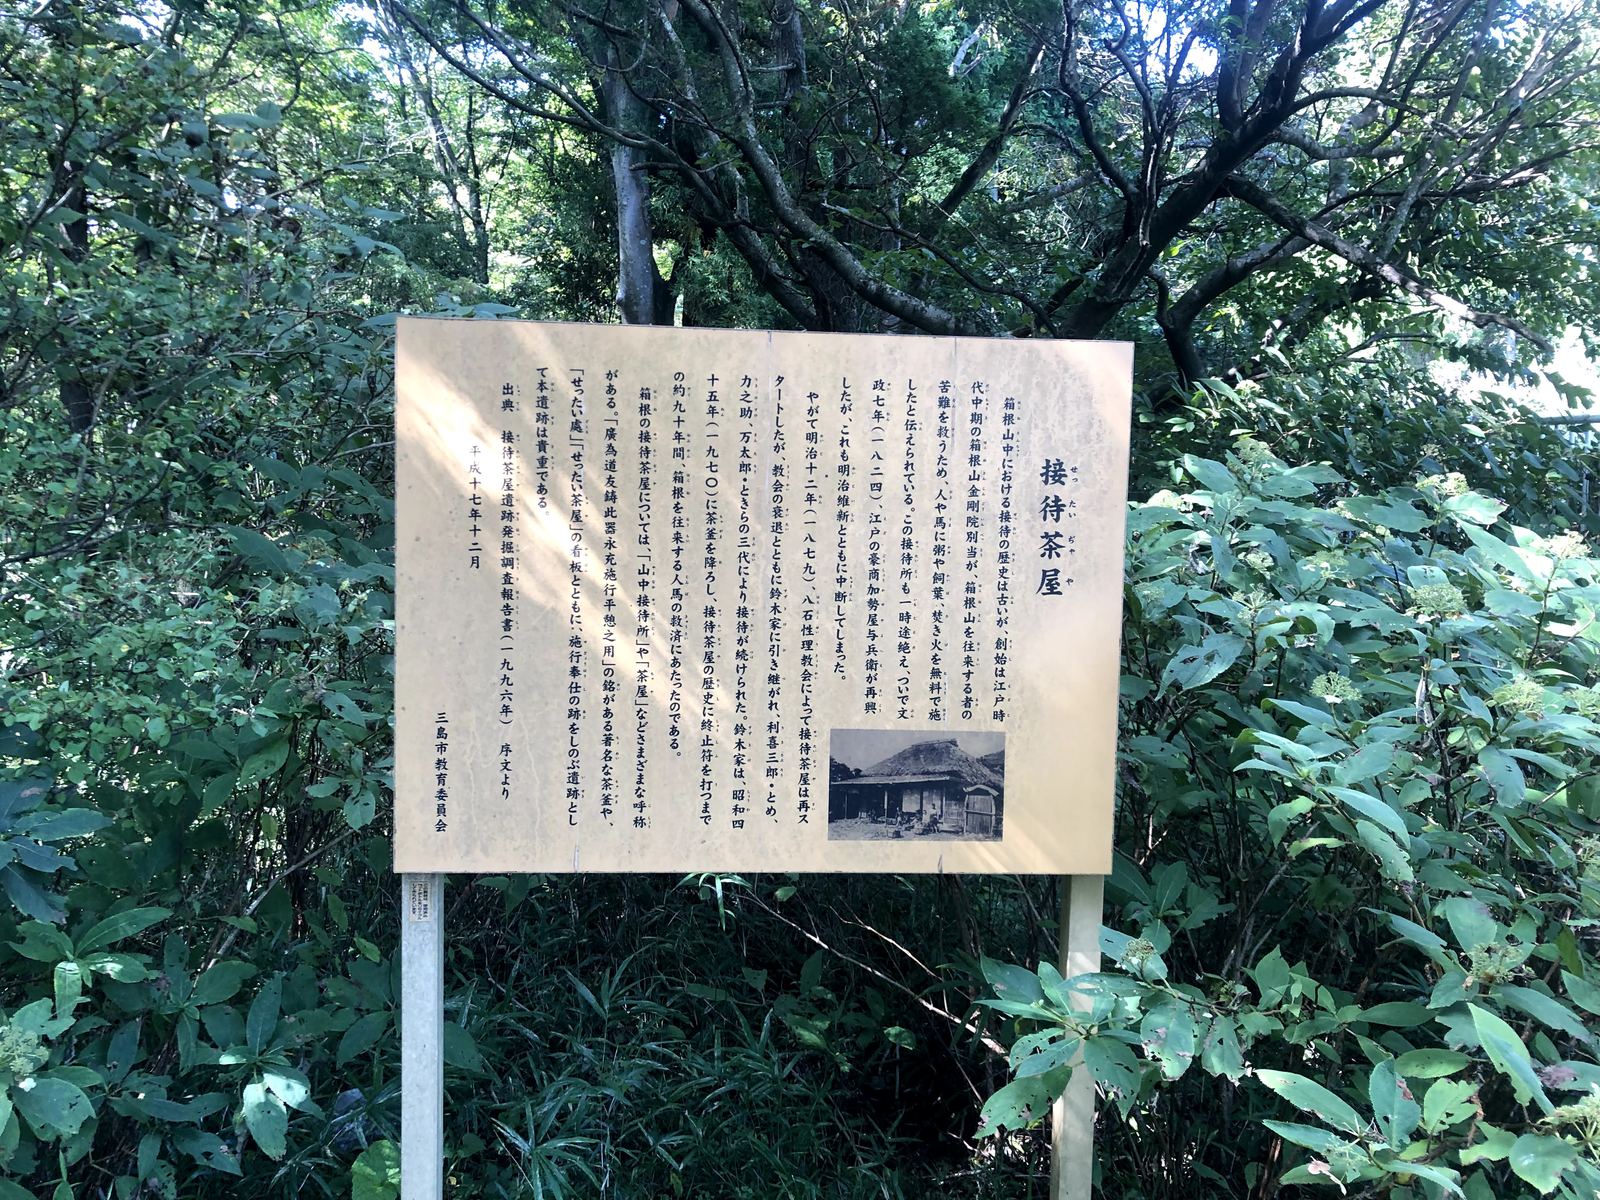 接待茶屋
箱根山中における接待の歴史は古いが 創始は江戸時
代中期の箱根山金剛院別当が、箱根山を往来する者の
苦難を救うため、人や馬に粥や飼葉、焚き火を無料で施
したと伝えられている。この接待所も一時途絶え、ついで文
政七年(一八二四)、江戸の豪商加勢屋与兵衛が再興
したが、これも明治維新とともに中断してしまった。
やがて明治十二年(一八七九)、八石性理教会によって接待茶屋は再ス
タートしたが、教会の衰退とともに鈴木家に引き継がれ、利喜三郎・とめ、
力之助、万太郎・ときらの三代により接待が続けられた。鈴木家は、昭和四
十五年(一九七〇)に茶釜を降ろし、接待茶屋の歴史に終止符を打つまで
の約九十年間、箱根を往来する人馬の救済にあたったのである。
箱根の接待茶屋については、「山中接待所」や「茶屋」などさまざまな呼称
がある。「廣為道友鋳此器永充施行平憩之用」の銘がある著名な茶釜や、
「せったい處」「せったい茶屋」の看板とともに、施行奉仕の跡をしのぶ遺跡とし
て本遺跡は貴重である。
出典 接待茶屋遺跡発掘調査報告書(一九九六年) 序文より
平成十七年十二月
三島市教育委員会